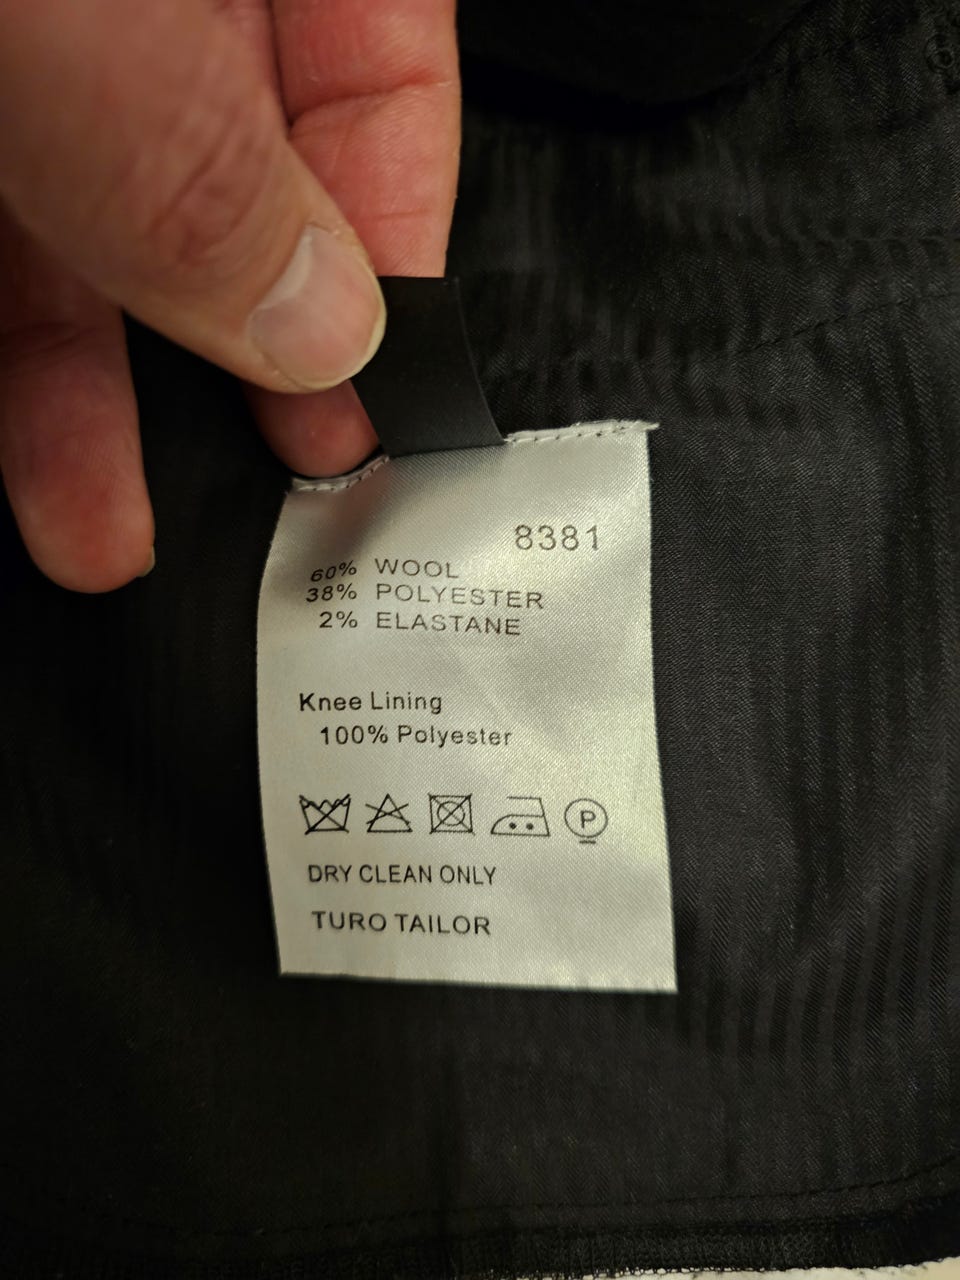 8381
60% WOOL
38% POLYESTER
2% ELASTANE
Knee Lining
100% Polyester
P
DRY CLEAN ONLY
TURO TAILOR